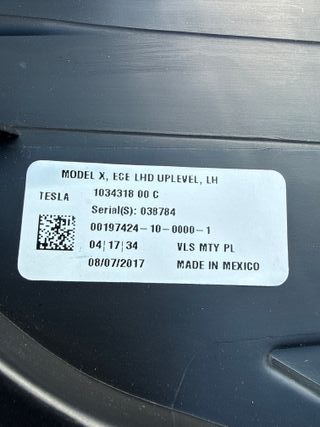 MODEL X, ECE LHD UPLEVEL, LH
TESLA 1034318 00 C
Serial(S): 038784
00197424-10-0000-1
04|17|34 VLS MTY PL
08/07/2017 MADE IN MEXICO